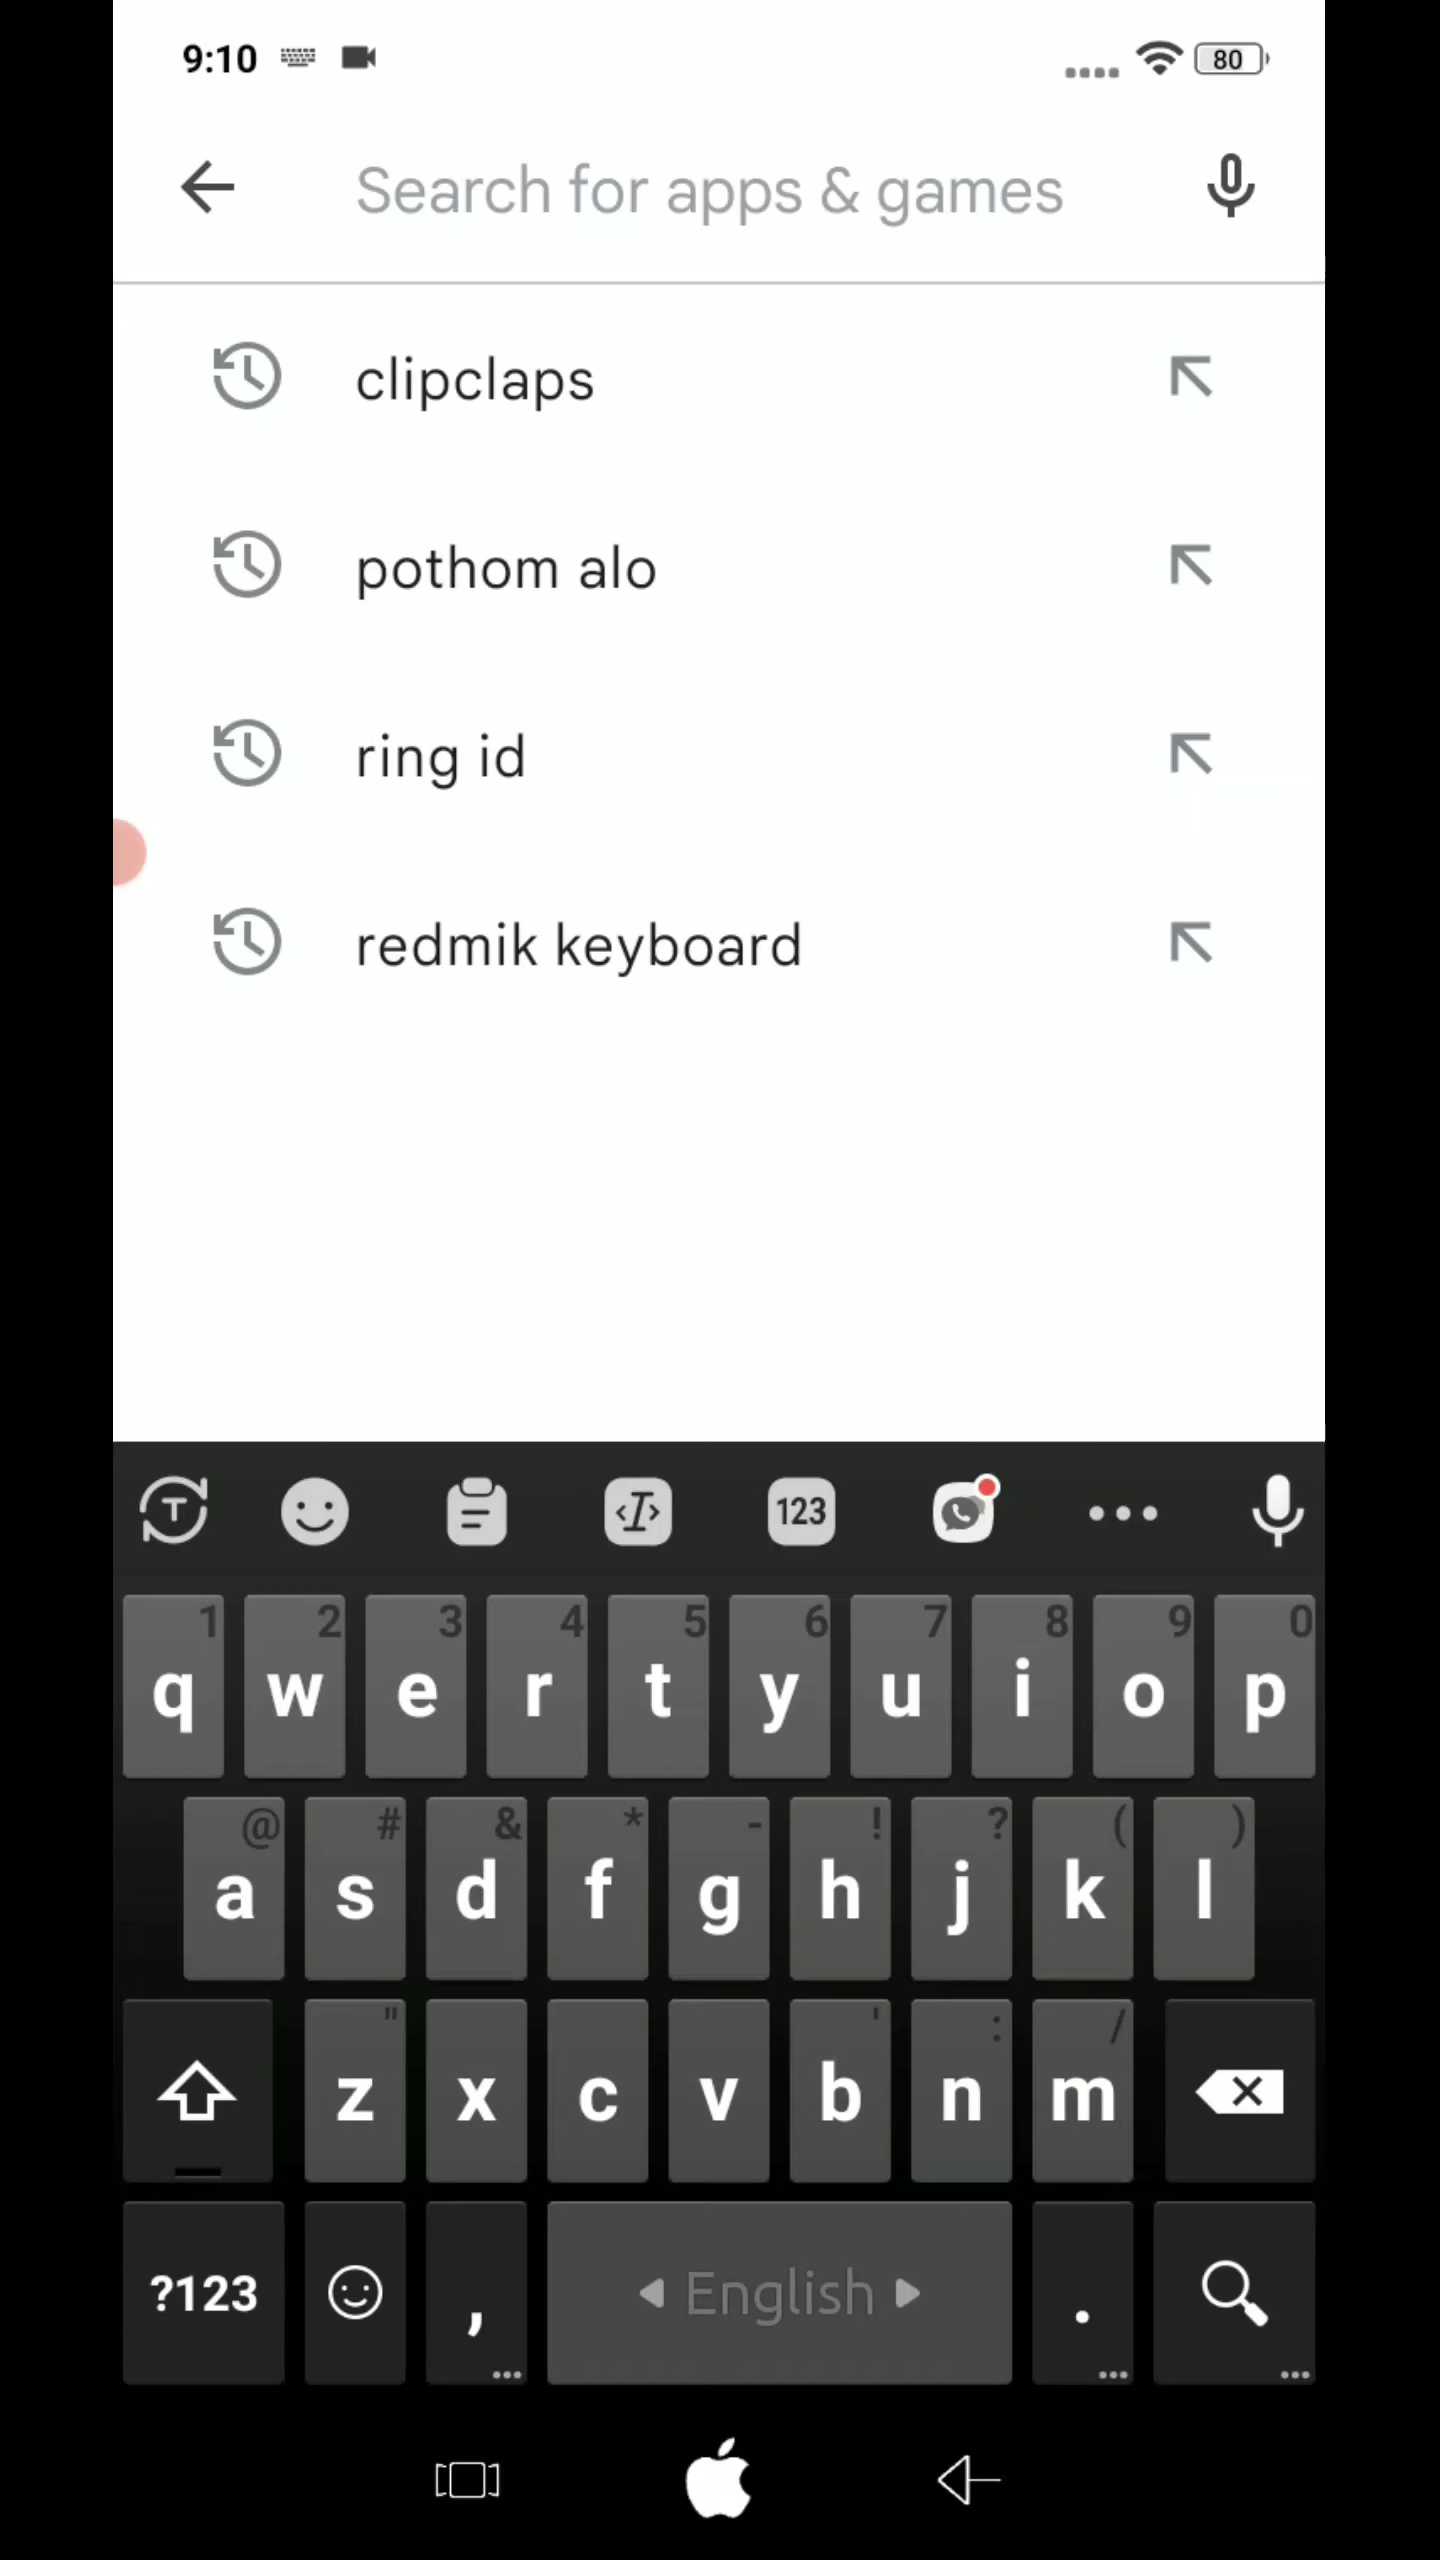 9:10 80
Search for apps & games
clipclaps
pothom alo
ring id
redmik keyboard
T 123
1 2 3 4 5 6 7 8 9 0
q w e r t y u i o p
@ # & * - ! ? ( )
a s d f g h j k l
" ' : /
z x c v b n m
?123 , English .